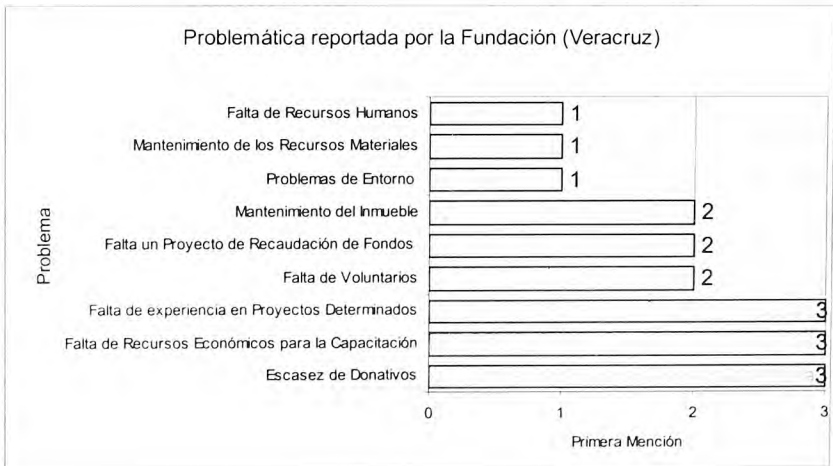 Problemática reportada por la Fundación (Veracruz)
Problema
Falta de Recursos Humanos 1
Mantenimiento de los Recursos Materiales 1
Problemas de Entorno 1
Mantenimiento del Inmueble 2
Falta un Proyecto de Recaudación de Fondos 2
Falta de Voluntarios 2
Falta de experiencia en Proyectos Determinados 3
Falta de Recursos Económicos para la Capacitación 3
Escasez de Donativos 3
0 1 2 3
Primera Mención